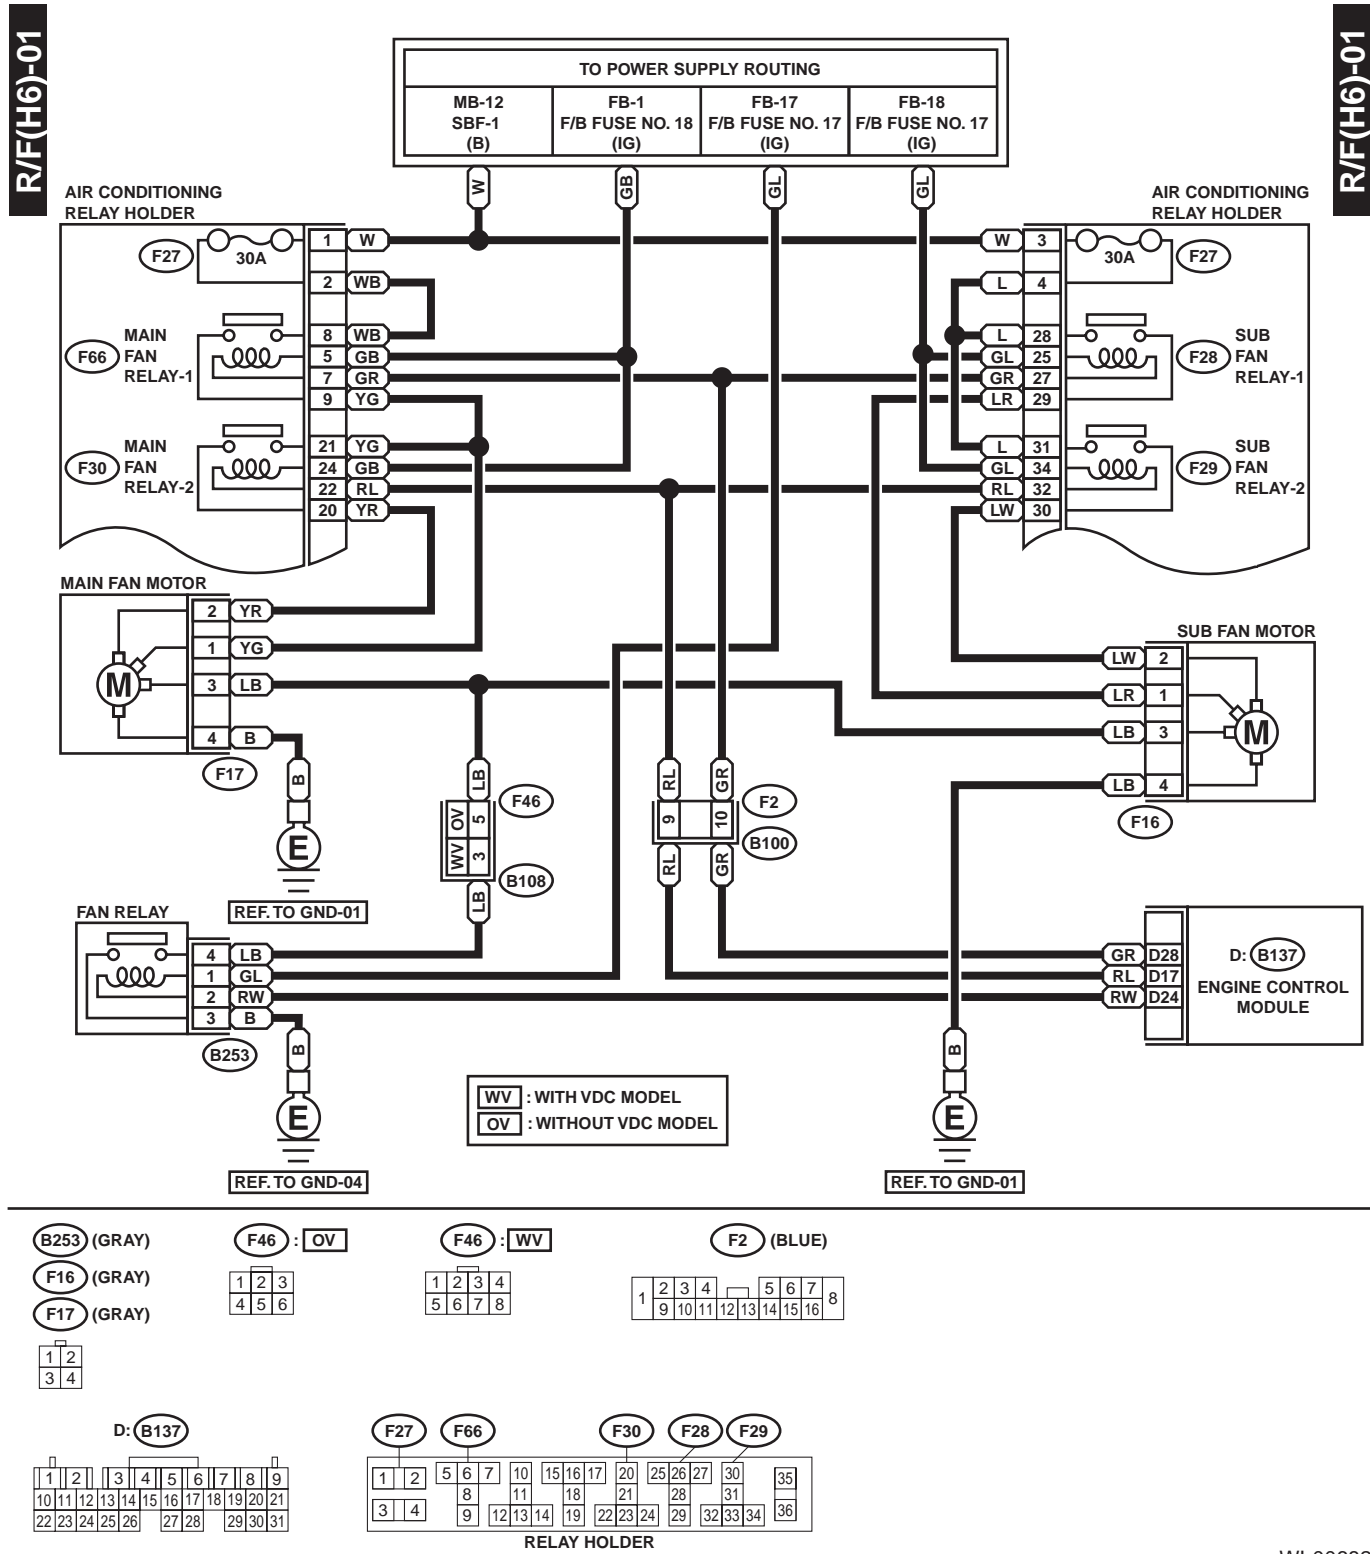 R/F(H6)-01
R/F(H6)-01
TO POWER SUPPLY ROUTING
MB-12 FB-1 FB-17 FB-18
SBF-1 F/B FUSE NO. 18 F/B FUSE NO. 17 F/B FUSE NO. 17
(B) (IG) (IG) (IG)
W GB GL GL
AIR CONDITIONING
RELAY HOLDER
F27 30A
1 W
2 WB
MAIN
FAN
RELAY-1
F66
8 WB
5 GB
7 GR
9 YG
MAIN
FAN
RELAY-2
F30
21 YG
24 GB
22 RL
20 YR
AIR CONDITIONING
RELAY HOLDER
W 3
L 4
30A F27
L 28
GL 25
GR 27
LR 29
F28
SUB
FAN
RELAY-1
L 31
GL 34
RL 32
LW 30
F29
SUB
FAN
RELAY-2
MAIN FAN MOTOR
M
2 YR
1 YG
3 LB
4 B
F17
B
E
REF. TO GND-01
SUB FAN MOTOR
LW 2
LR 1
LB 3
LB 4
M
F16
LB
OV 5 F46
WV 3
B108
LB
RL GR
9 10 F2
B100
RL GR
FAN RELAY
4 LB
1 GL
2 RW
3 B
B253
B
E
REF. TO GND-04
GR D28
RL D17
RW D24
D: B137
ENGINE CONTROL
MODULE
B
E
REF. TO GND-01
WV : WITH VDC MODEL
OV : WITHOUT VDC MODEL
B253 (GRAY)
F16 (GRAY)
F17 (GRAY)
1 2
3 4
F46 : OV
1 2 3
4 5 6
F46 : WV
1 2 3 4
5 6 7 8
F2 (BLUE)
1 2 3 4 5 6 7 8
9 10 11 12 13 14 15 16
D: B137
1 2 3 4 5 6 7 8 9
10 11 12 13 14 15 16 17 18 19 20 21
22 23 24 25 26 27 28 29 30 31
F27 F66 F30 F28 F29
1 2 5 6 7 10 15 16 17 20 25 26 27 30 35
8 11 18 21 28 31
3 4 9 12 13 14 19 22 23 24 29 32 33 34 36
RELAY HOLDER